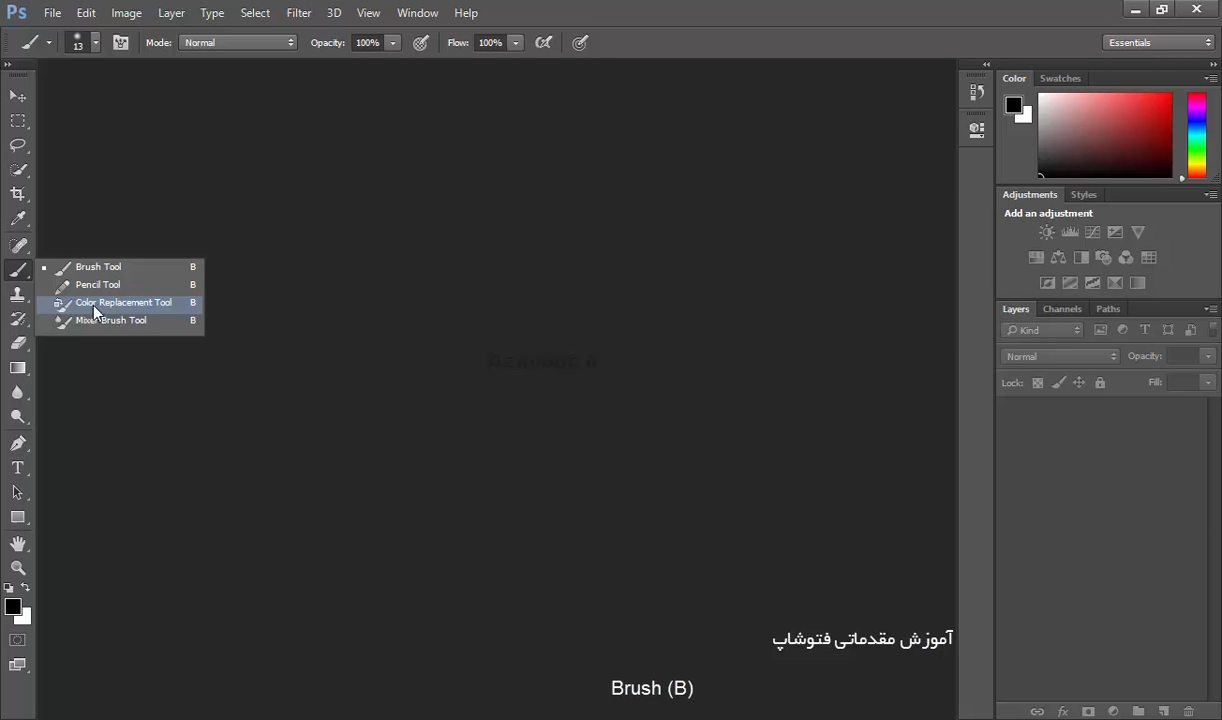 Ps File Edit Image Layer Type Select Filter 3D View Window Help
13 Mode: Normal Opacity: 100% Flow: 100% Essentials
Color Swatches
Adjustments Styles
Add an adjustment
Brush Tool B
Pencil Tool B
Color Replacement Tool B
Mixer Brush Tool B
Layers Channels Paths
Kind
Normal Opacity:
Lock: Fill:
آموزش مقدماتی فتوشاپ
Brush (B)